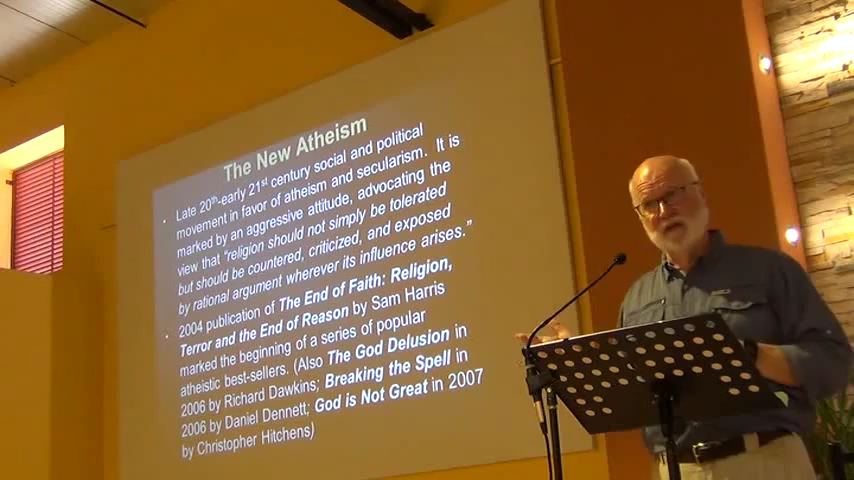 The New Atheism
• Late 20th-early 21st century social and political
movement in favor of atheism and secularism. It is
marked by an aggressive attitude, advocating the
view that "religion should not simply be tolerated
but should be countered, criticized, and exposed
by rational argument wherever its influence arises."
• 2004 publication of The End of Faith: Religion,
Terror and the End of Reason by Sam Harris
marked the beginning of a series of popular
atheistic best-sellers. (Also The God Delusion in
2006 by Richard Dawkins; Breaking the Spell in
2006 by Daniel Dennett; God is Not Great in 2007
by Christopher Hitchens)